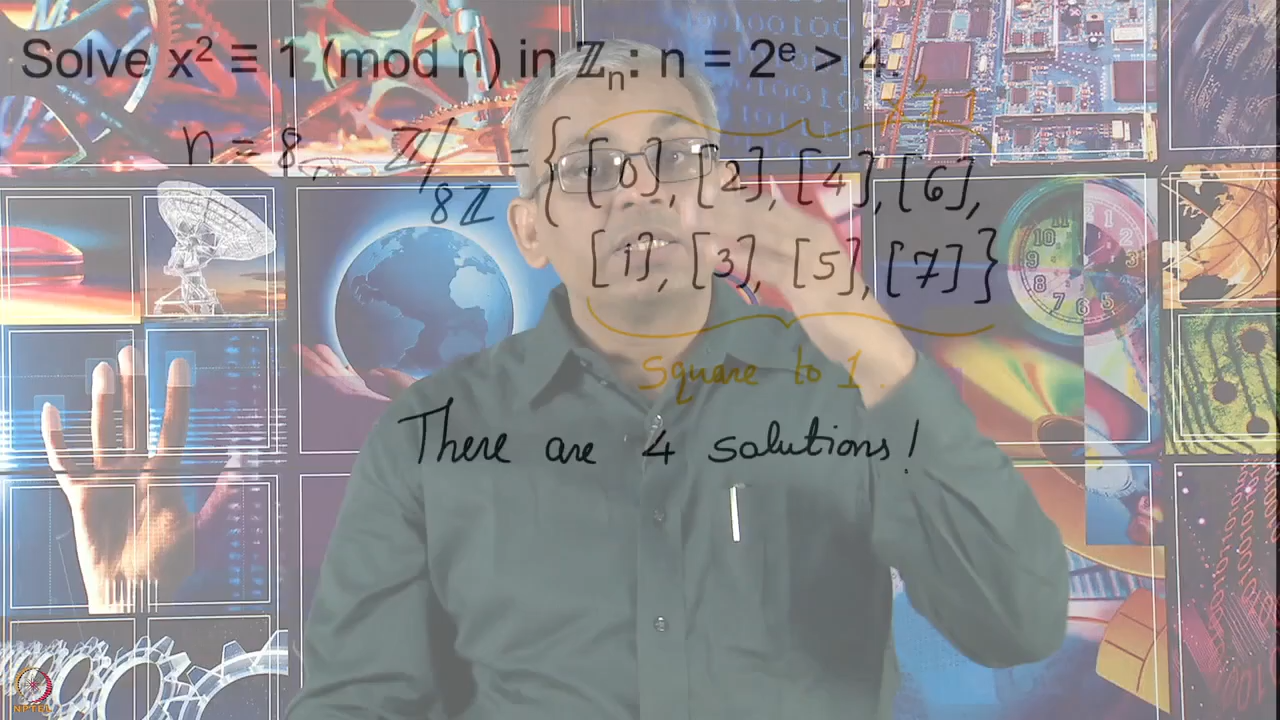 Solve x² ≡ 1 (mod n) in ℤₙ: n = 2ᵉ > 4.
n = 8, ℤ/8ℤ = { [0], [2], [4], [6],
[1], [3], [5], [7] }
Square to 1.
There are 4 solutions!
NPTEL